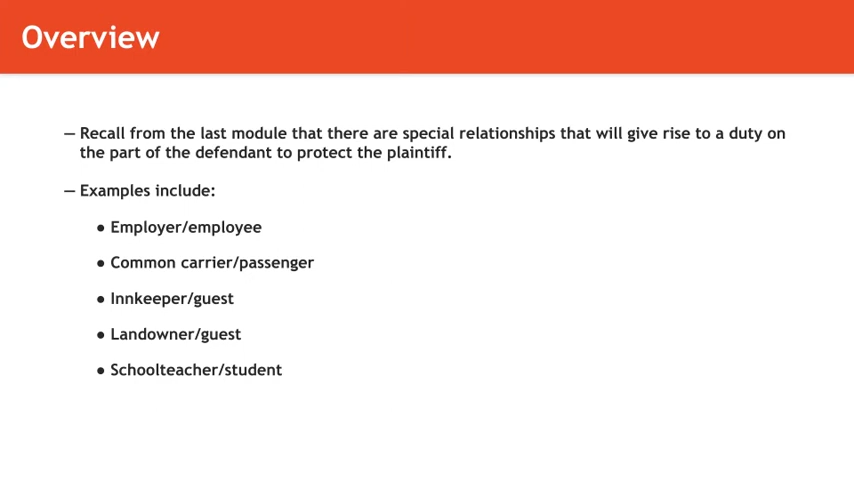 Overview
— Recall from the last module that there are special relationships that will give rise to a duty on
the part of the defendant to protect the plaintiff.
— Examples include:
● Employer/employee
● Common carrier/passenger
● Innkeeper/guest
● Landowner/guest
● Schoolteacher/student